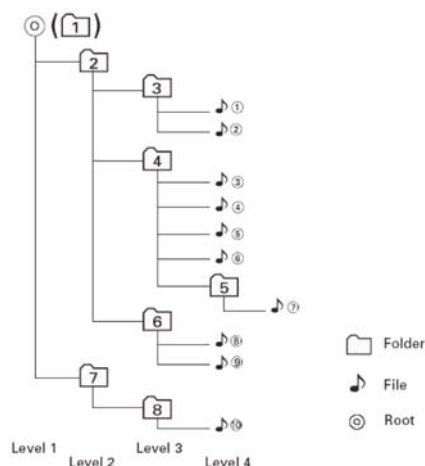 (1)
2
3
①
②
4
③
④
⑤
⑥
5
⑦
6
⑧
⑨
7
8
⑩
Folder
File
Root
Level 1
Level 2
Level 3
Level 4